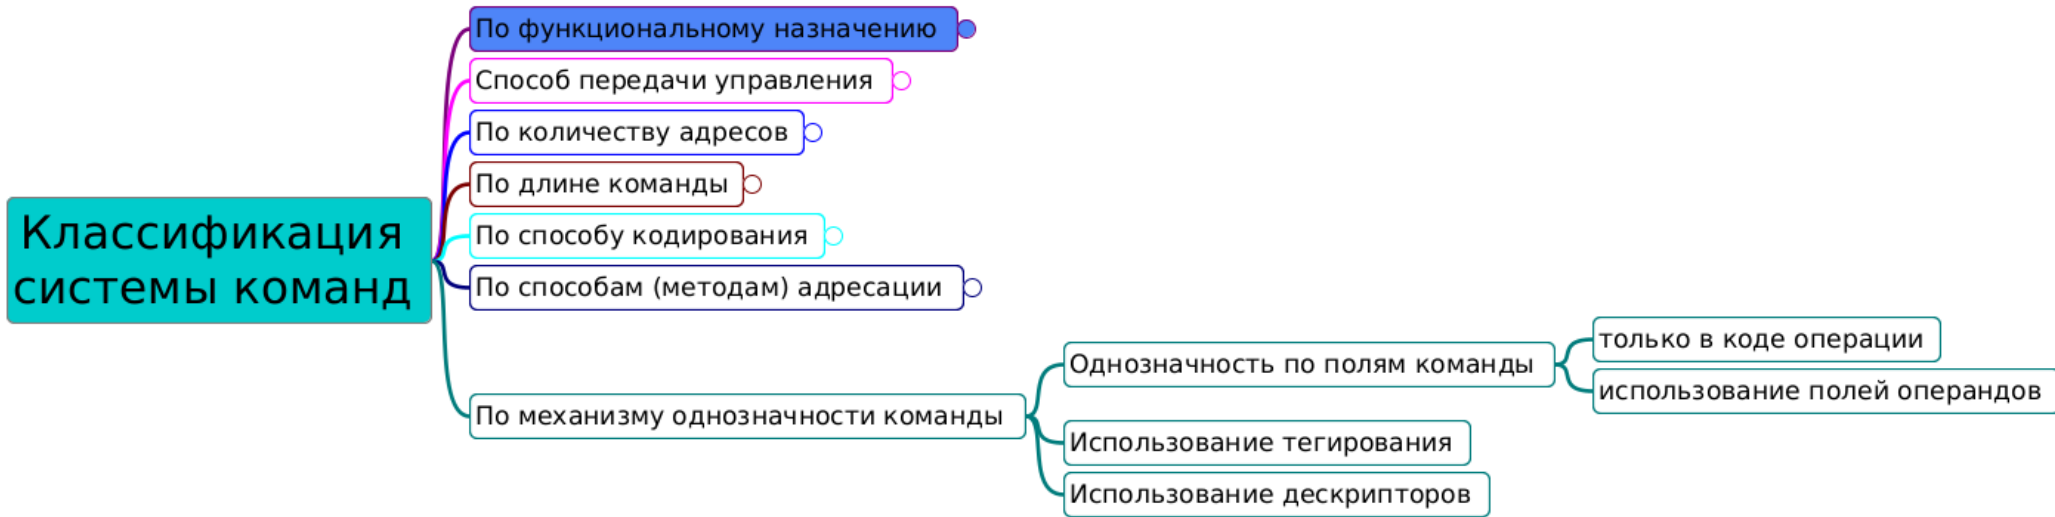 Классификация
системы команд
По функциональному назначению
Способ передачи управления
По количеству адресов
По длине команды
По способу кодирования
По способам (методам) адресации
По механизму однозначности команды
Однозначность по полям команды
только в коде операции
использование полей операндов
Использование тегирования
Использование дескрипторов